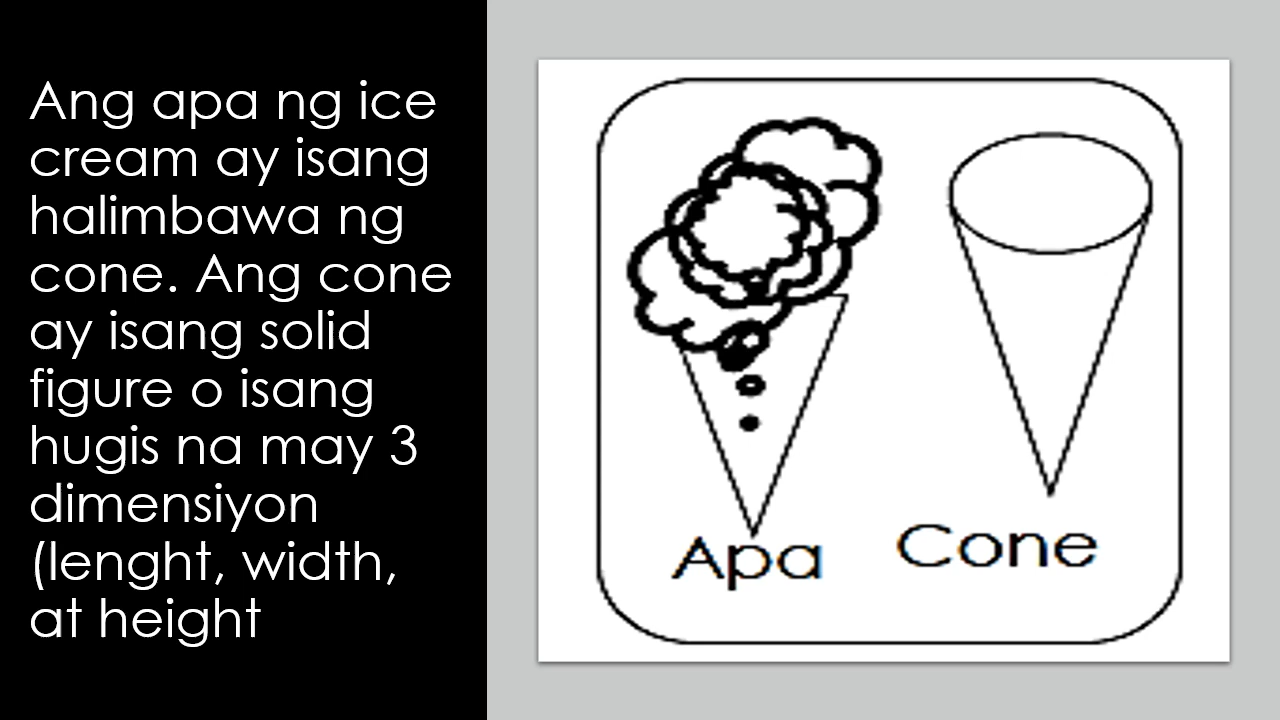 Ang apa ng ice
cream ay isang
halimbawa ng
cone. Ang cone
ay isang solid
figure o isang
hugis na may 3
dimensiyon
(lenght, width,
at height
Apa
Cone